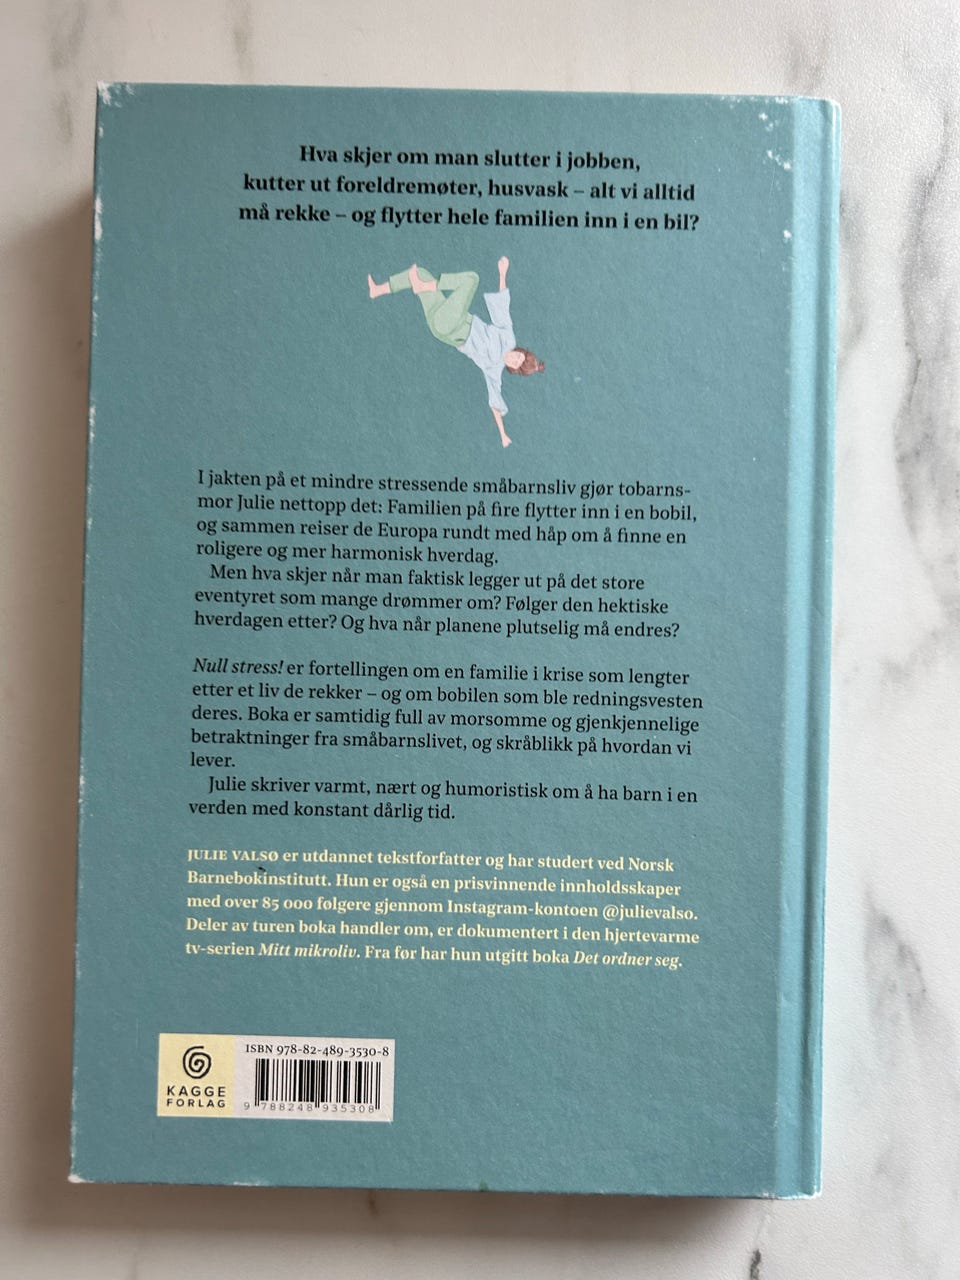 Hva skjer om man slutter i jobben,
kutter ut foreldremøter, husvask – alt vi alltid
må rekke – og flytter hele familien inn i en bil?
I jakten på et mindre stressende småbarnsliv gjør tobarns-
mor Julie nettopp det: Familien på fire flytter inn i en bobil,
og sammen reiser de Europa rundt med håp om å finne en
roligere og mer harmonisk hverdag.
Men hva skjer når man faktisk legger ut på det store
eventyret som mange drømmer om? Følger den hektiske
hverdagen etter? Og hva når planene plutselig må endres?
Null stress! er fortellingen om en familie i krise som lengter
etter et liv de rekker – og om bobilen som ble redningsvesten
deres. Boka er samtidig full av morsomme og gjenkjennelige
betraktninger fra småbarnslivet, og skråblikk på hvordan vi
lever.
Julie skriver varmt, nært og humoristisk om å ha barn i en
verden med konstant dårlig tid.
JULIE VALSØ er utdannet tekstforfatter og har studert ved Norsk
Barnebokinstitutt. Hun er også en prisvinnende innholdsskaper
med over 85 000 følgere gjennom Instagram-kontoen @julievalso.
Deler av turen boka handler om, er dokumentert i den hjertevarme
tv-serien Mitt mikroliv. Fra før har hun utgitt boka Det ordner seg.
ISBN 978-82-489-3530-8
KAGGE
FORLAG
9 788248 935308